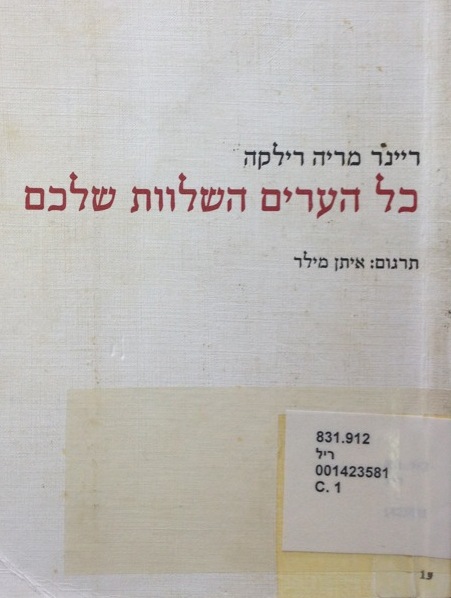 ריינר מריה רילקה
כל הערים השלוות שלכם
תרגום: איתן מילר
831.912
ריל
001423581
C. 1